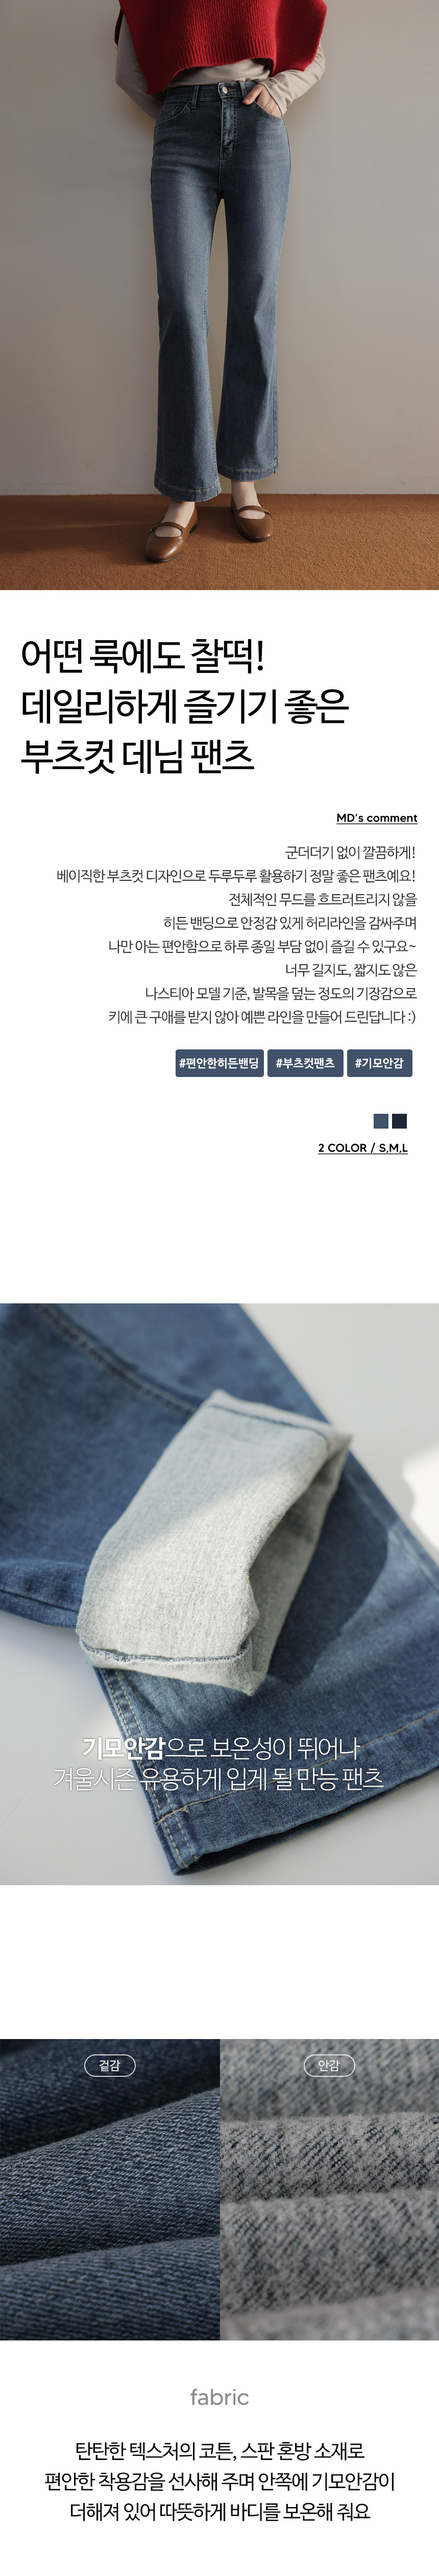 어떤 룩에도 찰떡!
데일리하게 즐기기 좋은
부츠컷 데님 팬츠
MD's comment
군더더기 없이 깔끔하게!
베이직한 부츠컷 디자인으로 두루두루 활용하기 정말 좋은 팬츠예요!
전체적인 무드를 흐트러트리지 않을
히든 밴딩으로 안정감 있게 허리라인을 감싸주며
나만 아는 편안함으로 하루 종일 부담 없이 즐길 수 있구요~
너무 길지도, 짧지도 않은
나스티아 모델 기준, 발목을 덮는 정도의 기장감으로
키에 큰 구애를 받지 않아 예쁜 라인을 만들어 드린답니다 :)
#편안한히든밴딩 #부츠컷팬츠 #기모안감
2 COLOR / S,M,L
기모안감으로 보온성이 뛰어나
겨울시즌 유용하게 입게 될 만능 팬츠
겉감 안감
fabric
탄탄한 텍스처의 코튼, 스판 혼방 소재로
편안한 착용감을 선사해 주며 안쪽에 기모안감이
더해져 있어 따뜻하게 바디를 보온해 줘요